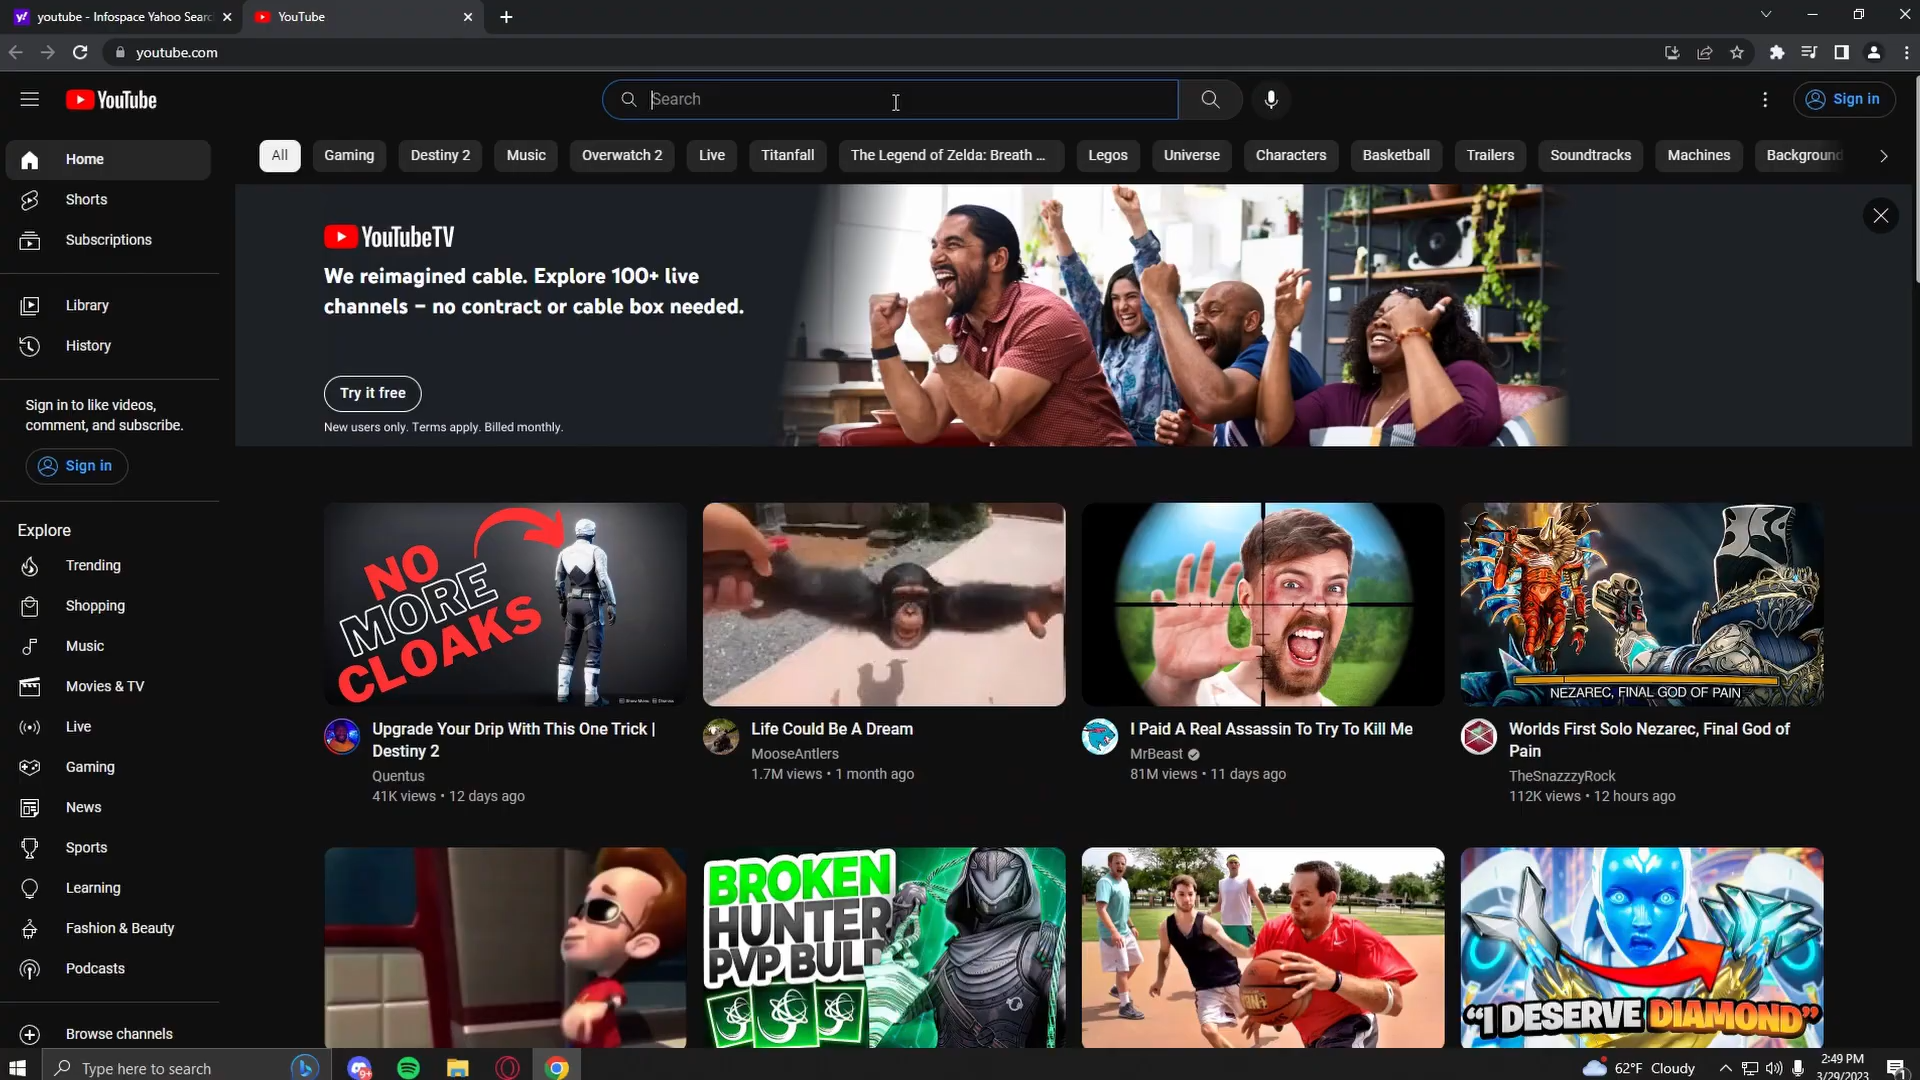 youtube - Infospace Yahoo Searc
YouTube
youtube.com
YouTube
Search
Sign in
Home
Shorts
Subscriptions
Library
History
Sign in to like videos,
comment, and subscribe.
Sign in
Explore
Trending
Shopping
Music
Movies & TV
Live
Gaming
News
Sports
Learning
Fashion & Beauty
Podcasts
Browse channels
All
Gaming
Destiny 2
Music
Overwatch 2
Live
Titanfall
The Legend of Zelda: Breath ...
Legos
Universe
Characters
Basketball
Trailers
Soundtracks
Machines
Background
YouTubeTV
We reimagined cable. Explore 100+ live
channels – no contract or cable box needed.
Try it free
New users only. Terms apply. Billed monthly.
NO
MORE
CLOAKS
Upgrade Your Drip With This One Trick |
Destiny 2
Quentus
41K views • 12 days ago
Life Could Be A Dream
MooseAntlers
1.7M views • 1 month ago
I Paid A Real Assassin To Try To Kill Me
MrBeast
81M views • 11 days ago
NEZAREC, FINAL GOD OF PAIN
Worlds First Solo Nezarec, Final God of
Pain
TheSnazzzyRock
112K views • 12 hours ago
BROKEN
HUNTER
PVP BUILD
“I DESERVE DIAMOND”
Type here to search
9+
62°F Cloudy
2:49 PM
3/29/2023
1